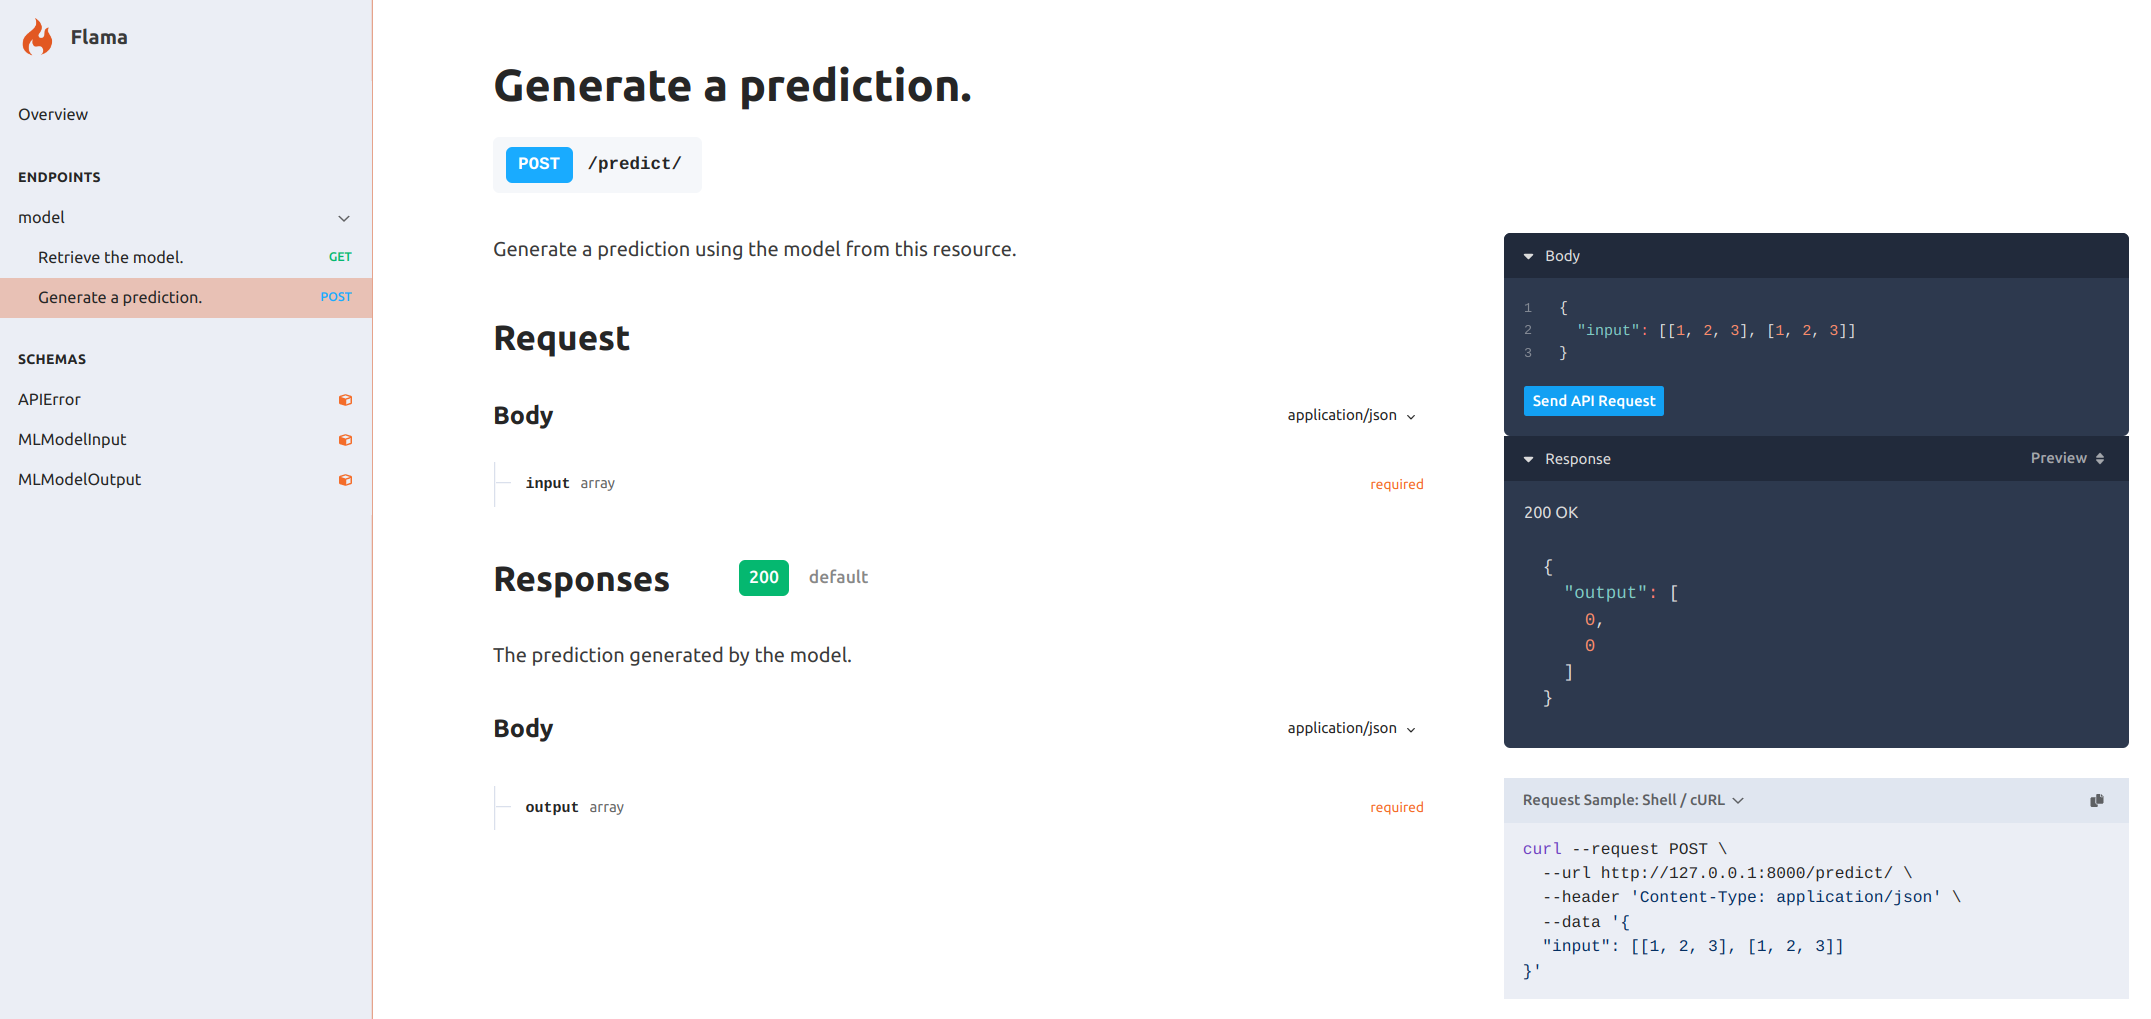 Flama
Overview
ENDPOINTS
model
Retrieve the model. GET
Generate a prediction. POST
SCHEMAS
APIError
MLModelInput
MLModelOutput
Generate a prediction.
POST /predict/
Generate a prediction using the model from this resource.
Request
Body application/json
input array required
Responses 200 default
The prediction generated by the model.
Body application/json
output array required
Body
1 {
2 "input": [[1, 2, 3], [1, 2, 3]]
3 }
Send API Request
Response Preview
200 OK
{
"output": [
0,
0
]
}
Request Sample: Shell / cURL
curl --request POST \
--url http://127.0.0.1:8000/predict/ \
--header 'Content-Type: application/json' \
--data '{
"input": [[1, 2, 3], [1, 2, 3]]
}'